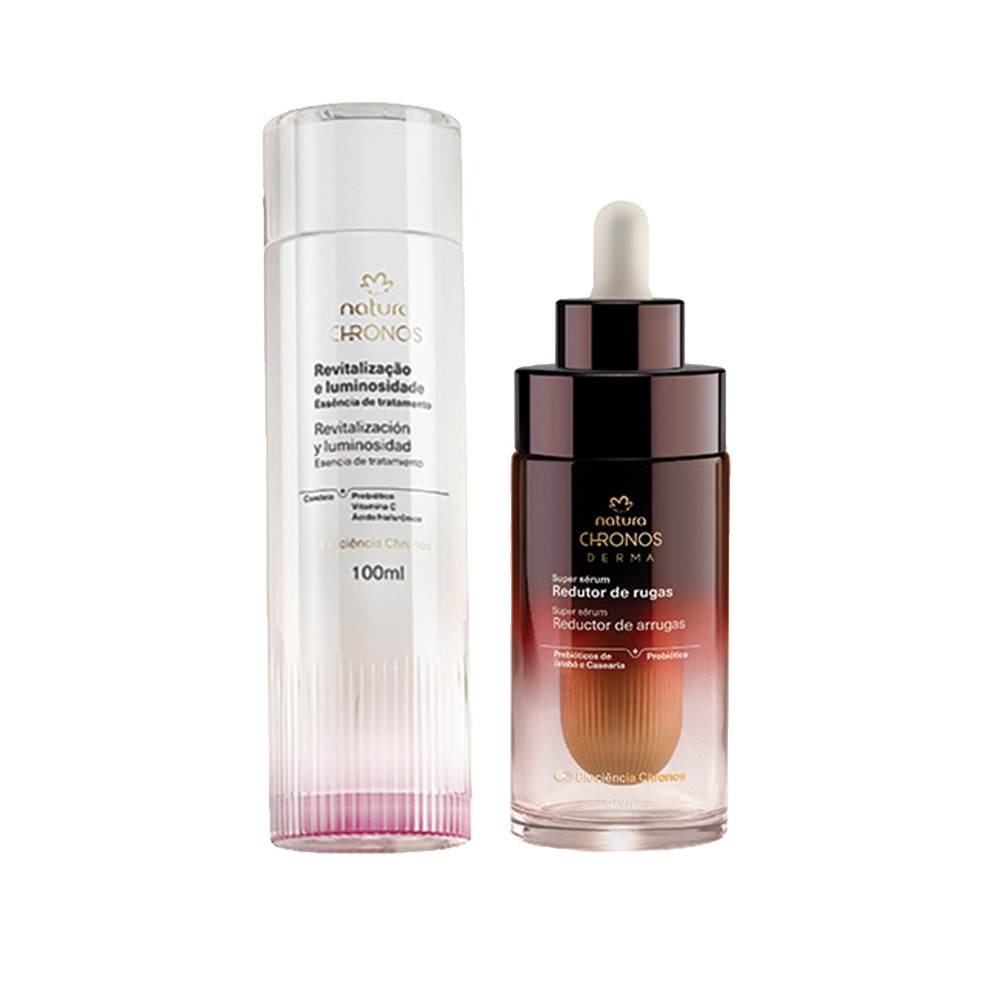 natura
CHRONOS
Revitalização
e luminosidade
Essência de tratamento
Revitalización
y luminosidad
Esencia de tratamiento
Candeia
Prebiótico
Vitamina C
Ácido hialurônico
Biociência Chronos
100ml
natura
CHRONOS
DERMA
Super sérum
Redutor de rugas
Super sérum
Reductor de arrugas
Prebióticos de
Jatobá e Casearia
Probiótico
Biociência Chronos